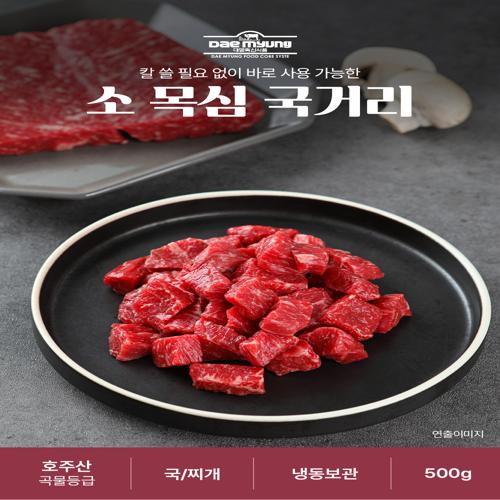 Dae myung
대명축산식품
DAE MYUNG FOOD CORE SYSTE
칼 쓸 필요 없이 바로 사용 가능한
소 목심 국거리
연출이미지
호주산
곡물등급
국/찌개
냉동보관
500g